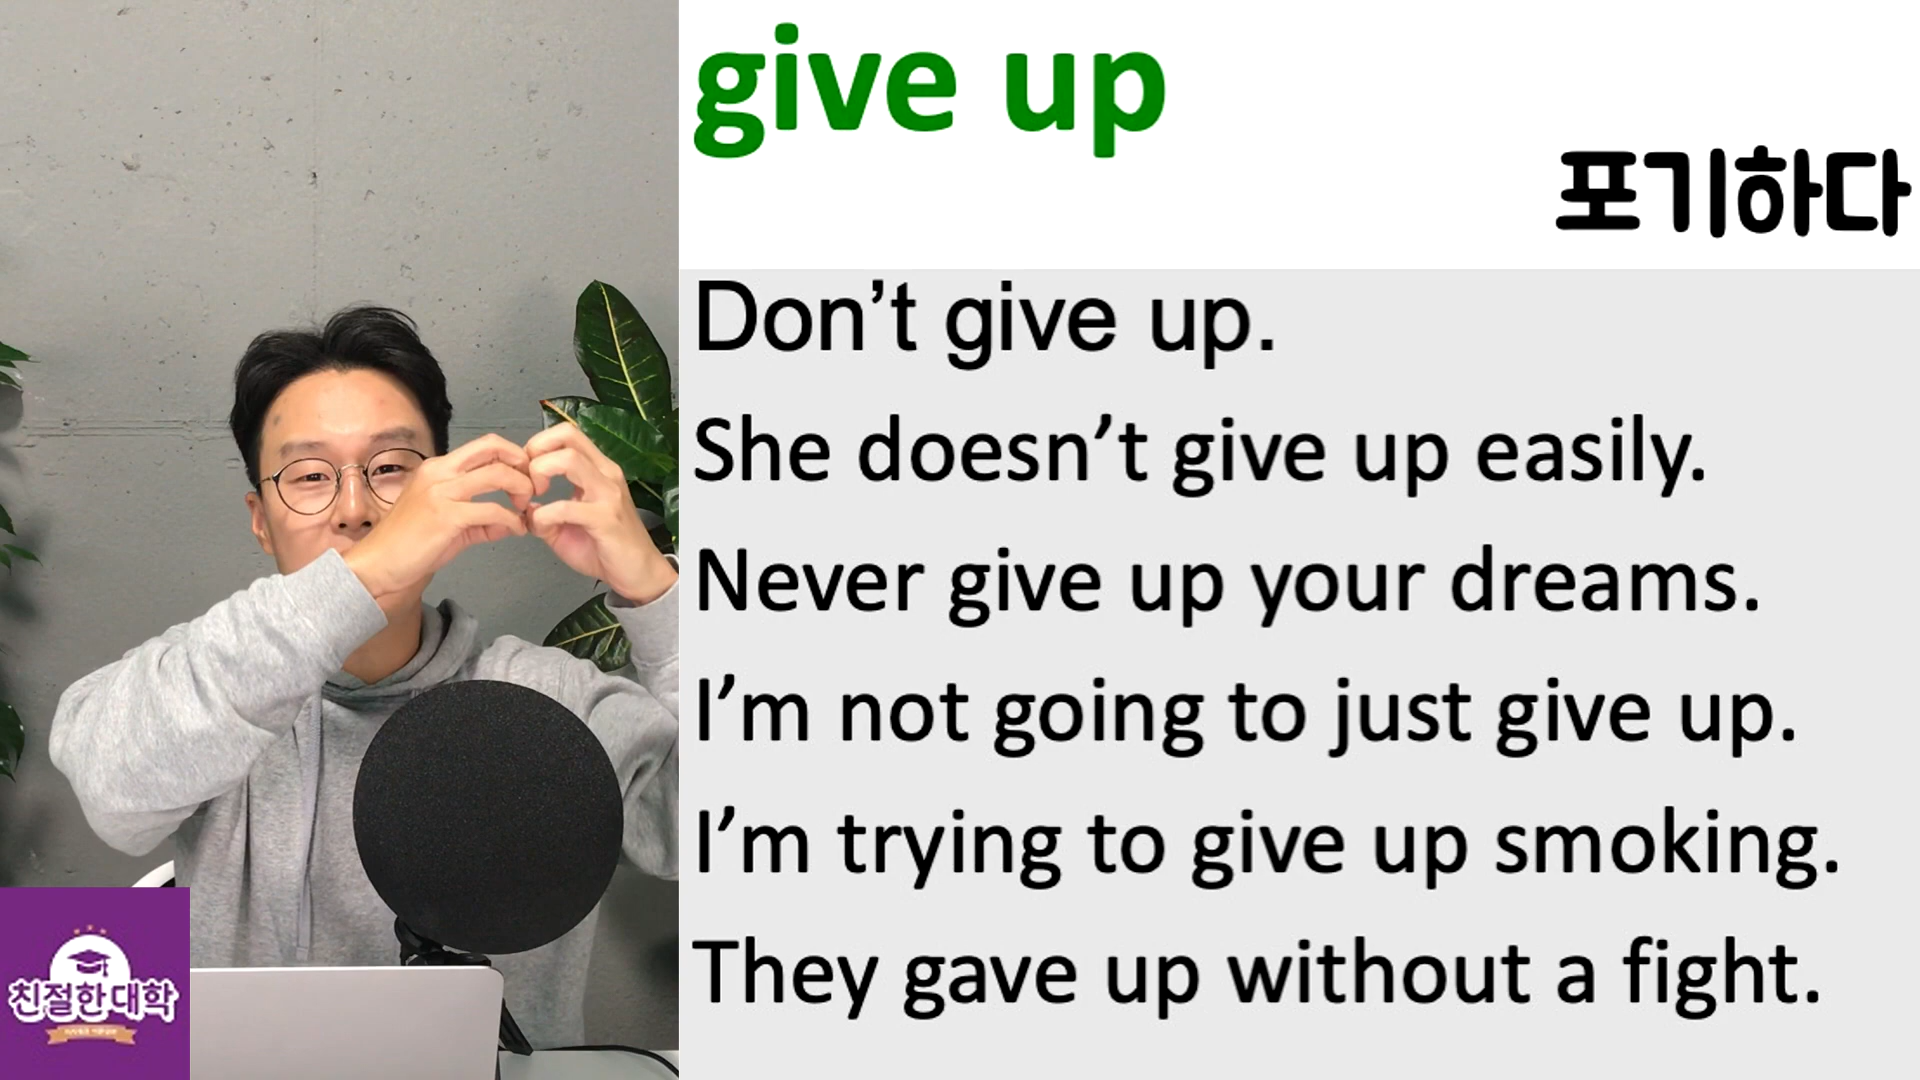 give up
포기하다
Don’t give up.
She doesn’t give up easily.
Never give up your dreams.
I’m not going to just give up.
I’m trying to give up smoking.
They gave up without a fight.
친절한대학